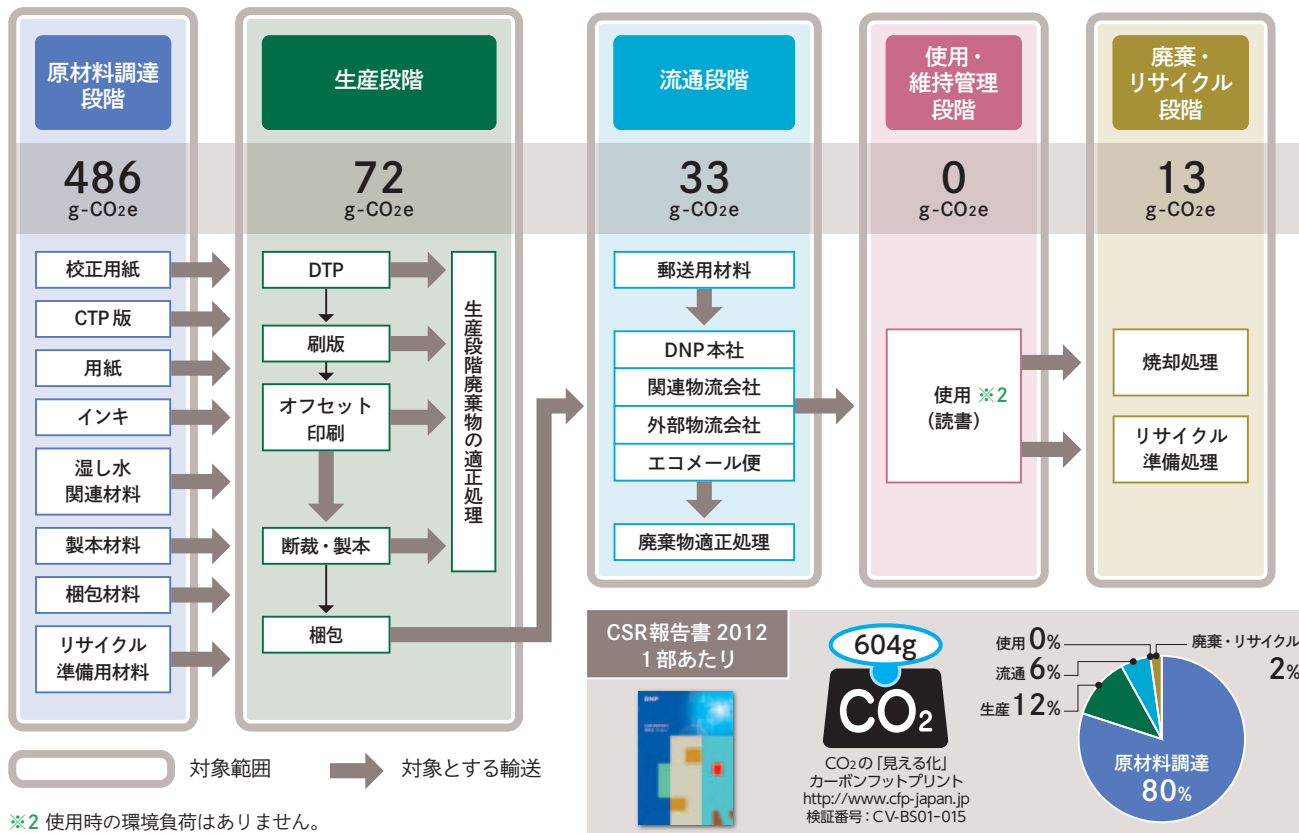 原材料調達
段階
486
g-CO2e
校正用紙
CTP版
用紙
インキ
湿し水
関連材料
製本材料
梱包材料
リサイクル
準備用材料
生産段階
72
g-CO2e
DTP
刷版
オフセット
印刷
断裁・製本
梱包
生産段階廃棄物の適正処理
流通段階
33
g-CO2e
郵送用材料
DNP本社
関連物流会社
外部物流会社
エコメール便
廃棄物適正処理
使用・
維持管理
段階
0
g-CO2e
使用 ※2
(読書)
廃棄・
リサイクル
段階
13
g-CO2e
焼却処理
リサイクル
準備処理
CSR報告書 2012
1部あたり
DNP
604g
CO2
CO2の「見える化」
カーボンフットプリント
http://www.cfp-japan.jp
検証番号：CV-BS01-015
使用 0%
流通 6%
生産 12%
廃棄・リサイクル
2%
原材料調達
80%
対象範囲
対象とする輸送
※2 使用時の環境負荷はありません。